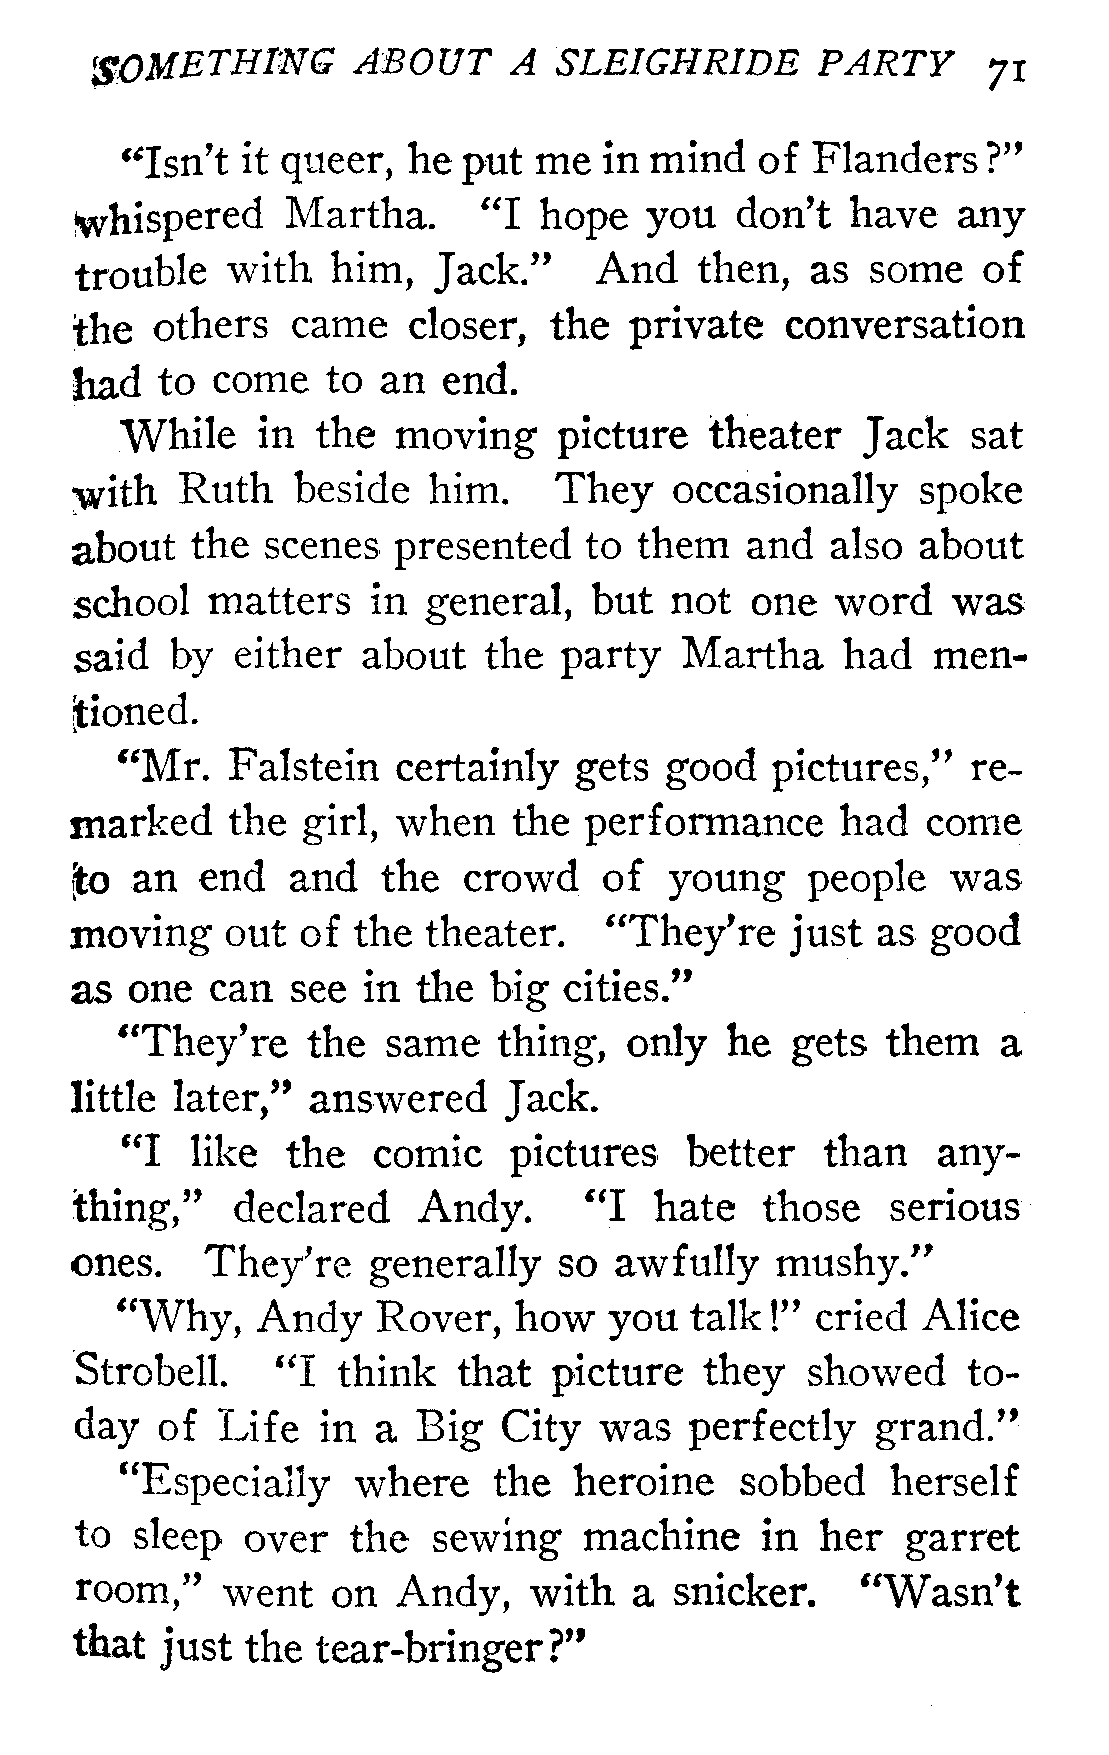 SOMETHING ABOUT A SLEIGHRIDE PARTY 71
"Isn't it queer, he put me in mind of Flanders?"
whispered Martha. "I hope you don't have any
trouble with him, Jack." And then, as some of
the others came closer, the private conversation
had to come to an end.
While in the moving picture theater Jack sat
with Ruth beside him. They occasionally spoke
about the scenes presented to them and also about
school matters in general, but not one word was
said by either about the party Martha had men-
tioned.
"Mr. Falstein certainly gets good pictures," re-
marked the girl, when the performance had come
to an end and the crowd of young people was
moving out of the theater. "They're just as good
as one can see in the big cities."
"They're the same thing, only he gets them a
little later," answered Jack.
"I like the comic pictures better than any-
thing," declared Andy. "I hate those serious
ones. They're generally so awfully mushy."
"Why, Andy Rover, how you talk!" cried Alice
Strobell. "I think that picture they showed to-
day of Life in a Big City was perfectly grand."
"Especially where the heroine sobbed herself
to sleep over the sewing machine in her garret
room," went on Andy, with a snicker. "Wasn't
that just the tear-bringer?"